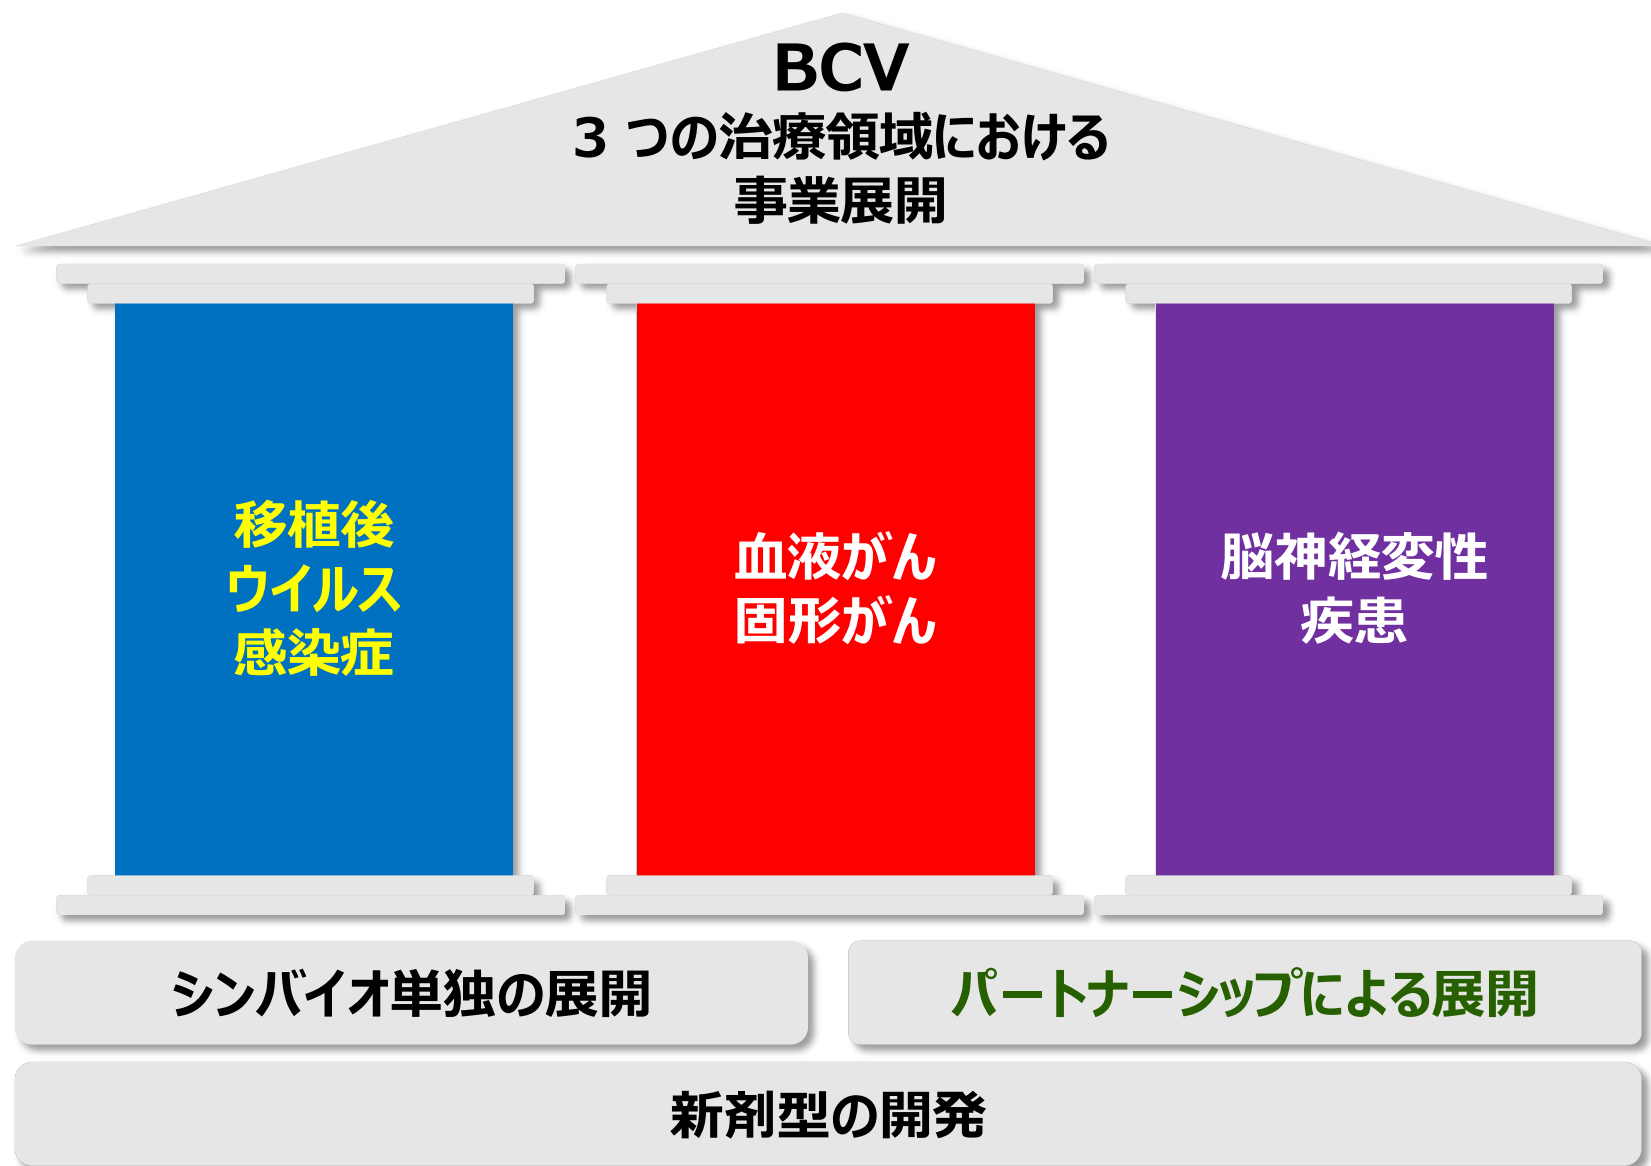 BCV
3 つの治療領域における
事業展開
移植後
ウイルス
感染症
血液がん
固形がん
脳神経変性
疾患
シンバイオ単独の展開
パートナーシップによる展開
新剤型の開発